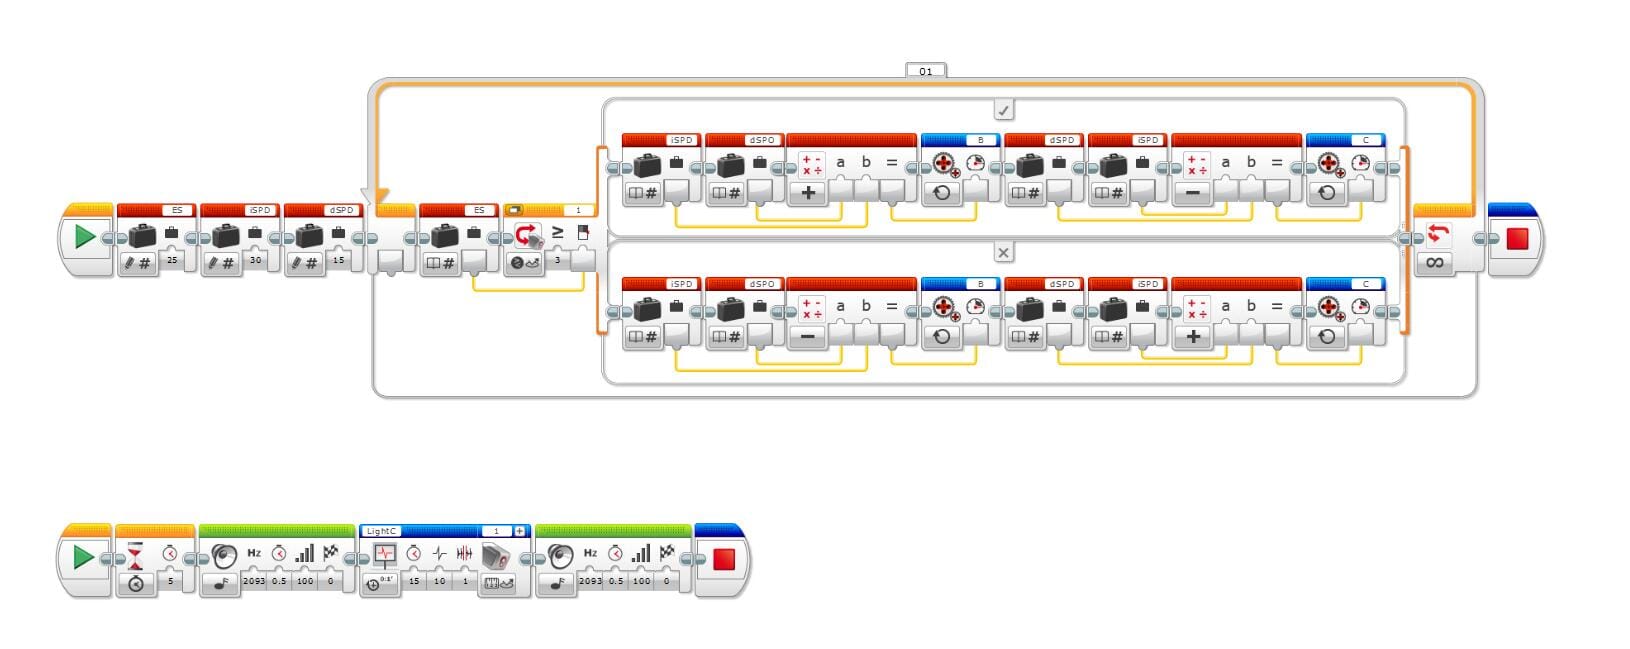 01
iSPD dSPD B dSPD iSPD C
+ - × ÷ a b = + - × ÷ a b =
# # + # # −
ES iSPD dSPD ES 1
≥
# 25 # 30 # 15 # 3 ∞
iSPD dSPD B dSPD iSPD C
+ - × ÷ a b = + - × ÷ a b =
# # − # # +
LightC 1 +
Hz Hz
5 2093 0.5 100 0 0:1' 15 10 1 2093 0.5 100 0